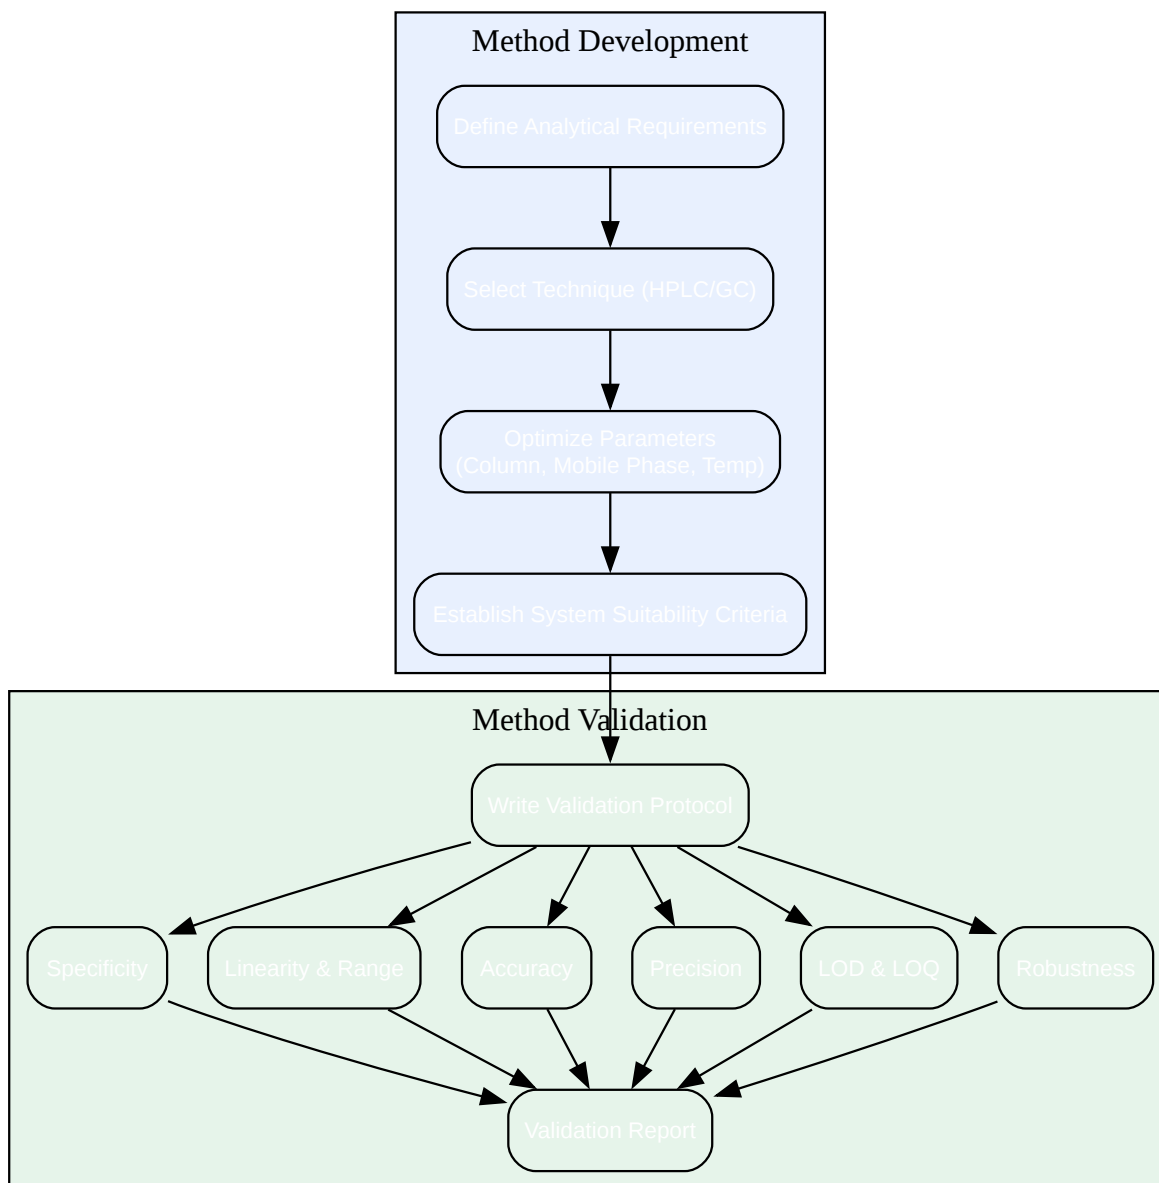 Method Development
Define Analytical Requirements
Select Technique (HPLC/GC)
Optimize Parameters
(Column, Mobile Phase, Temp)
Establish System Suitability Criteria
Method Validation
Write Validation Protocol
Specificity
Linearity & Range
Accuracy
Precision
LOD & LOQ
Robustness
Validation Report